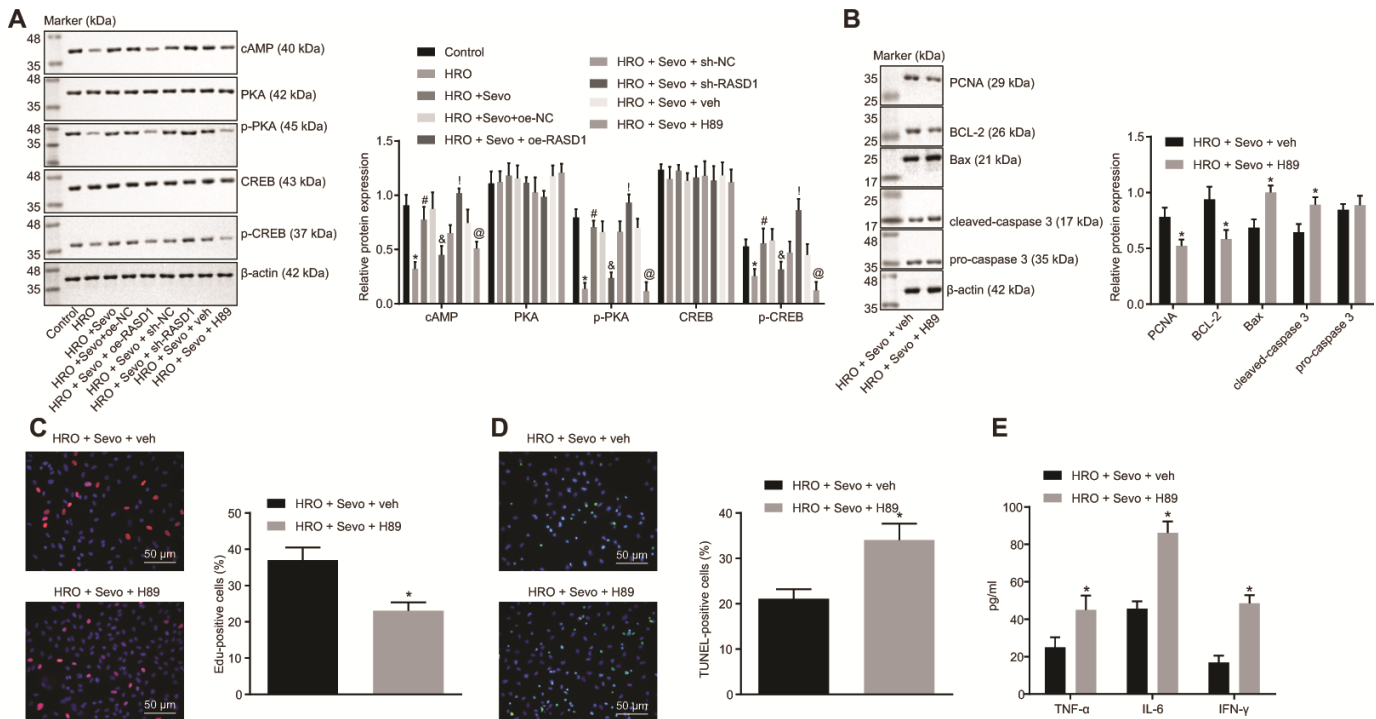 A
Marker (kDa)
48
35
cAMP (40 kDa)
48
35
PKA (42 kDa)
48
35
p-PKA (45 kDa)
48
35
CREB (43 kDa)
48
35
p-CREB (37 kDa)
48
35
β-actin (42 kDa)
Control
HRO
HRO +Sevo
HRO +Sevo+oe-NC
HRO + Sevo + oe-RASD1
HRO + Sevo + sh-NC
HRO + Sevo + sh-RASD1
HRO + Sevo + veh
HRO + Sevo + H89
Control
HRO
HRO +Sevo
HRO +Sevo+oe-NC
HRO + Sevo + oe-RASD1
HRO + Sevo + sh-NC
HRO + Sevo + sh-RASD1
HRO + Sevo + veh
HRO + Sevo + H89
Relative protein expression
1.5
1.0
0.5
0.0
* # & ! @
* # & ! @
* # & ! @
cAMP
PKA
p-PKA
CREB
p-CREB
B
Marker (kDa)
35
25
PCNA (29 kDa)
35
25
BCL-2 (26 kDa)
25
17
Bax (21 kDa)
25
17
cleaved-caspase 3 (17 kDa)
48
35
pro-caspase 3 (35 kDa)
48
35
β-actin (42 kDa)
HRO + Sevo + veh
HRO + Sevo + H89
HRO + Sevo + veh
HRO + Sevo + H89
Relative protein expression
1.5
1.0
0.5
0.0
* * * *
PCNA
BCL-2
Bax
cleaved-caspase 3
pro-caspase 3
C
HRO + Sevo + veh
50 μm
HRO + Sevo + H89
50 μm
HRO + Sevo + veh
HRO + Sevo + H89
Edu-positive cells (%)
50
40
30
20
10
0
*
D
HRO + Sevo + veh
50 μm
HRO + Sevo + H89
50 μm
HRO + Sevo + veh
HRO + Sevo + H89
TUNEL-positive cells (%)
40
30
20
10
0
*
E
HRO + Sevo + veh
HRO + Sevo + H89
pg/ml
80
60
40
20
0
* * *
TNF-α
IL-6
IFN-γ